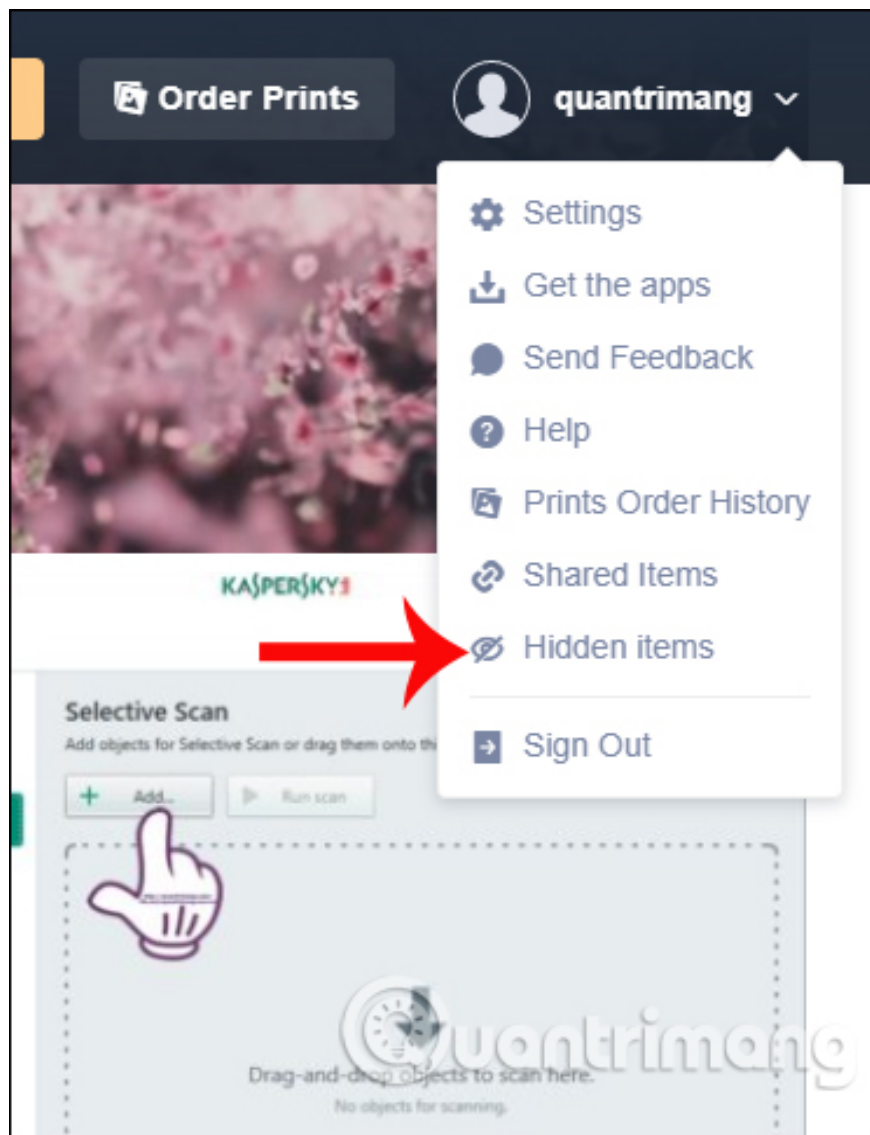 Order Prints
quantrimang
Settings
Get the apps
Send Feedback
Help
Prints Order History
Shared Items
Hidden items
Sign Out
KASPERSKY
Selective Scan
Add objects for Selective Scan or drag them onto thi
Add...
Run scan
Drag-and-drop objects to scan here.
No objects for scanning.
Quantrimang